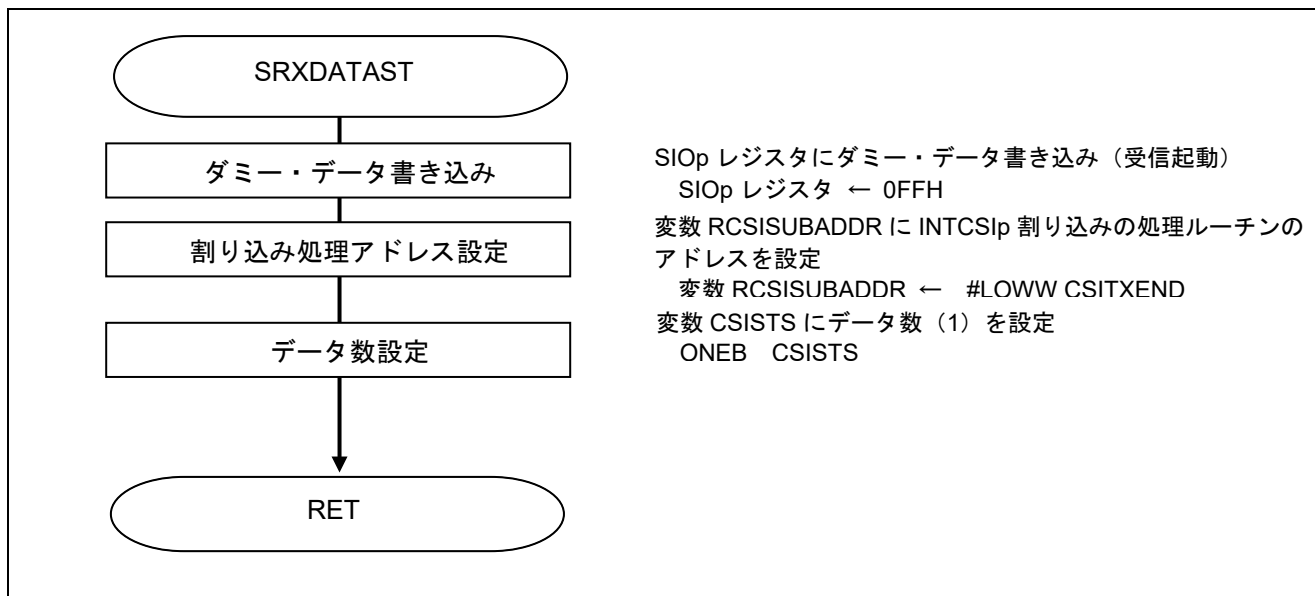 SRXDATAST
ダミー・データ書き込み
SIOp レジスタにダミー・データ書き込み（受信起動）
SIOp レジスタ ← 0FFH
割り込み処理アドレス設定
変数 RCSISUBADDR に INTCSIp 割り込みの処理ルーチンの
アドレスを設定
変数 RCSISUBADDR ← #LOWW CSITXEND
データ数設定
変数 CSISTS にデータ数（1）を設定
ONEB CSISTS
RET